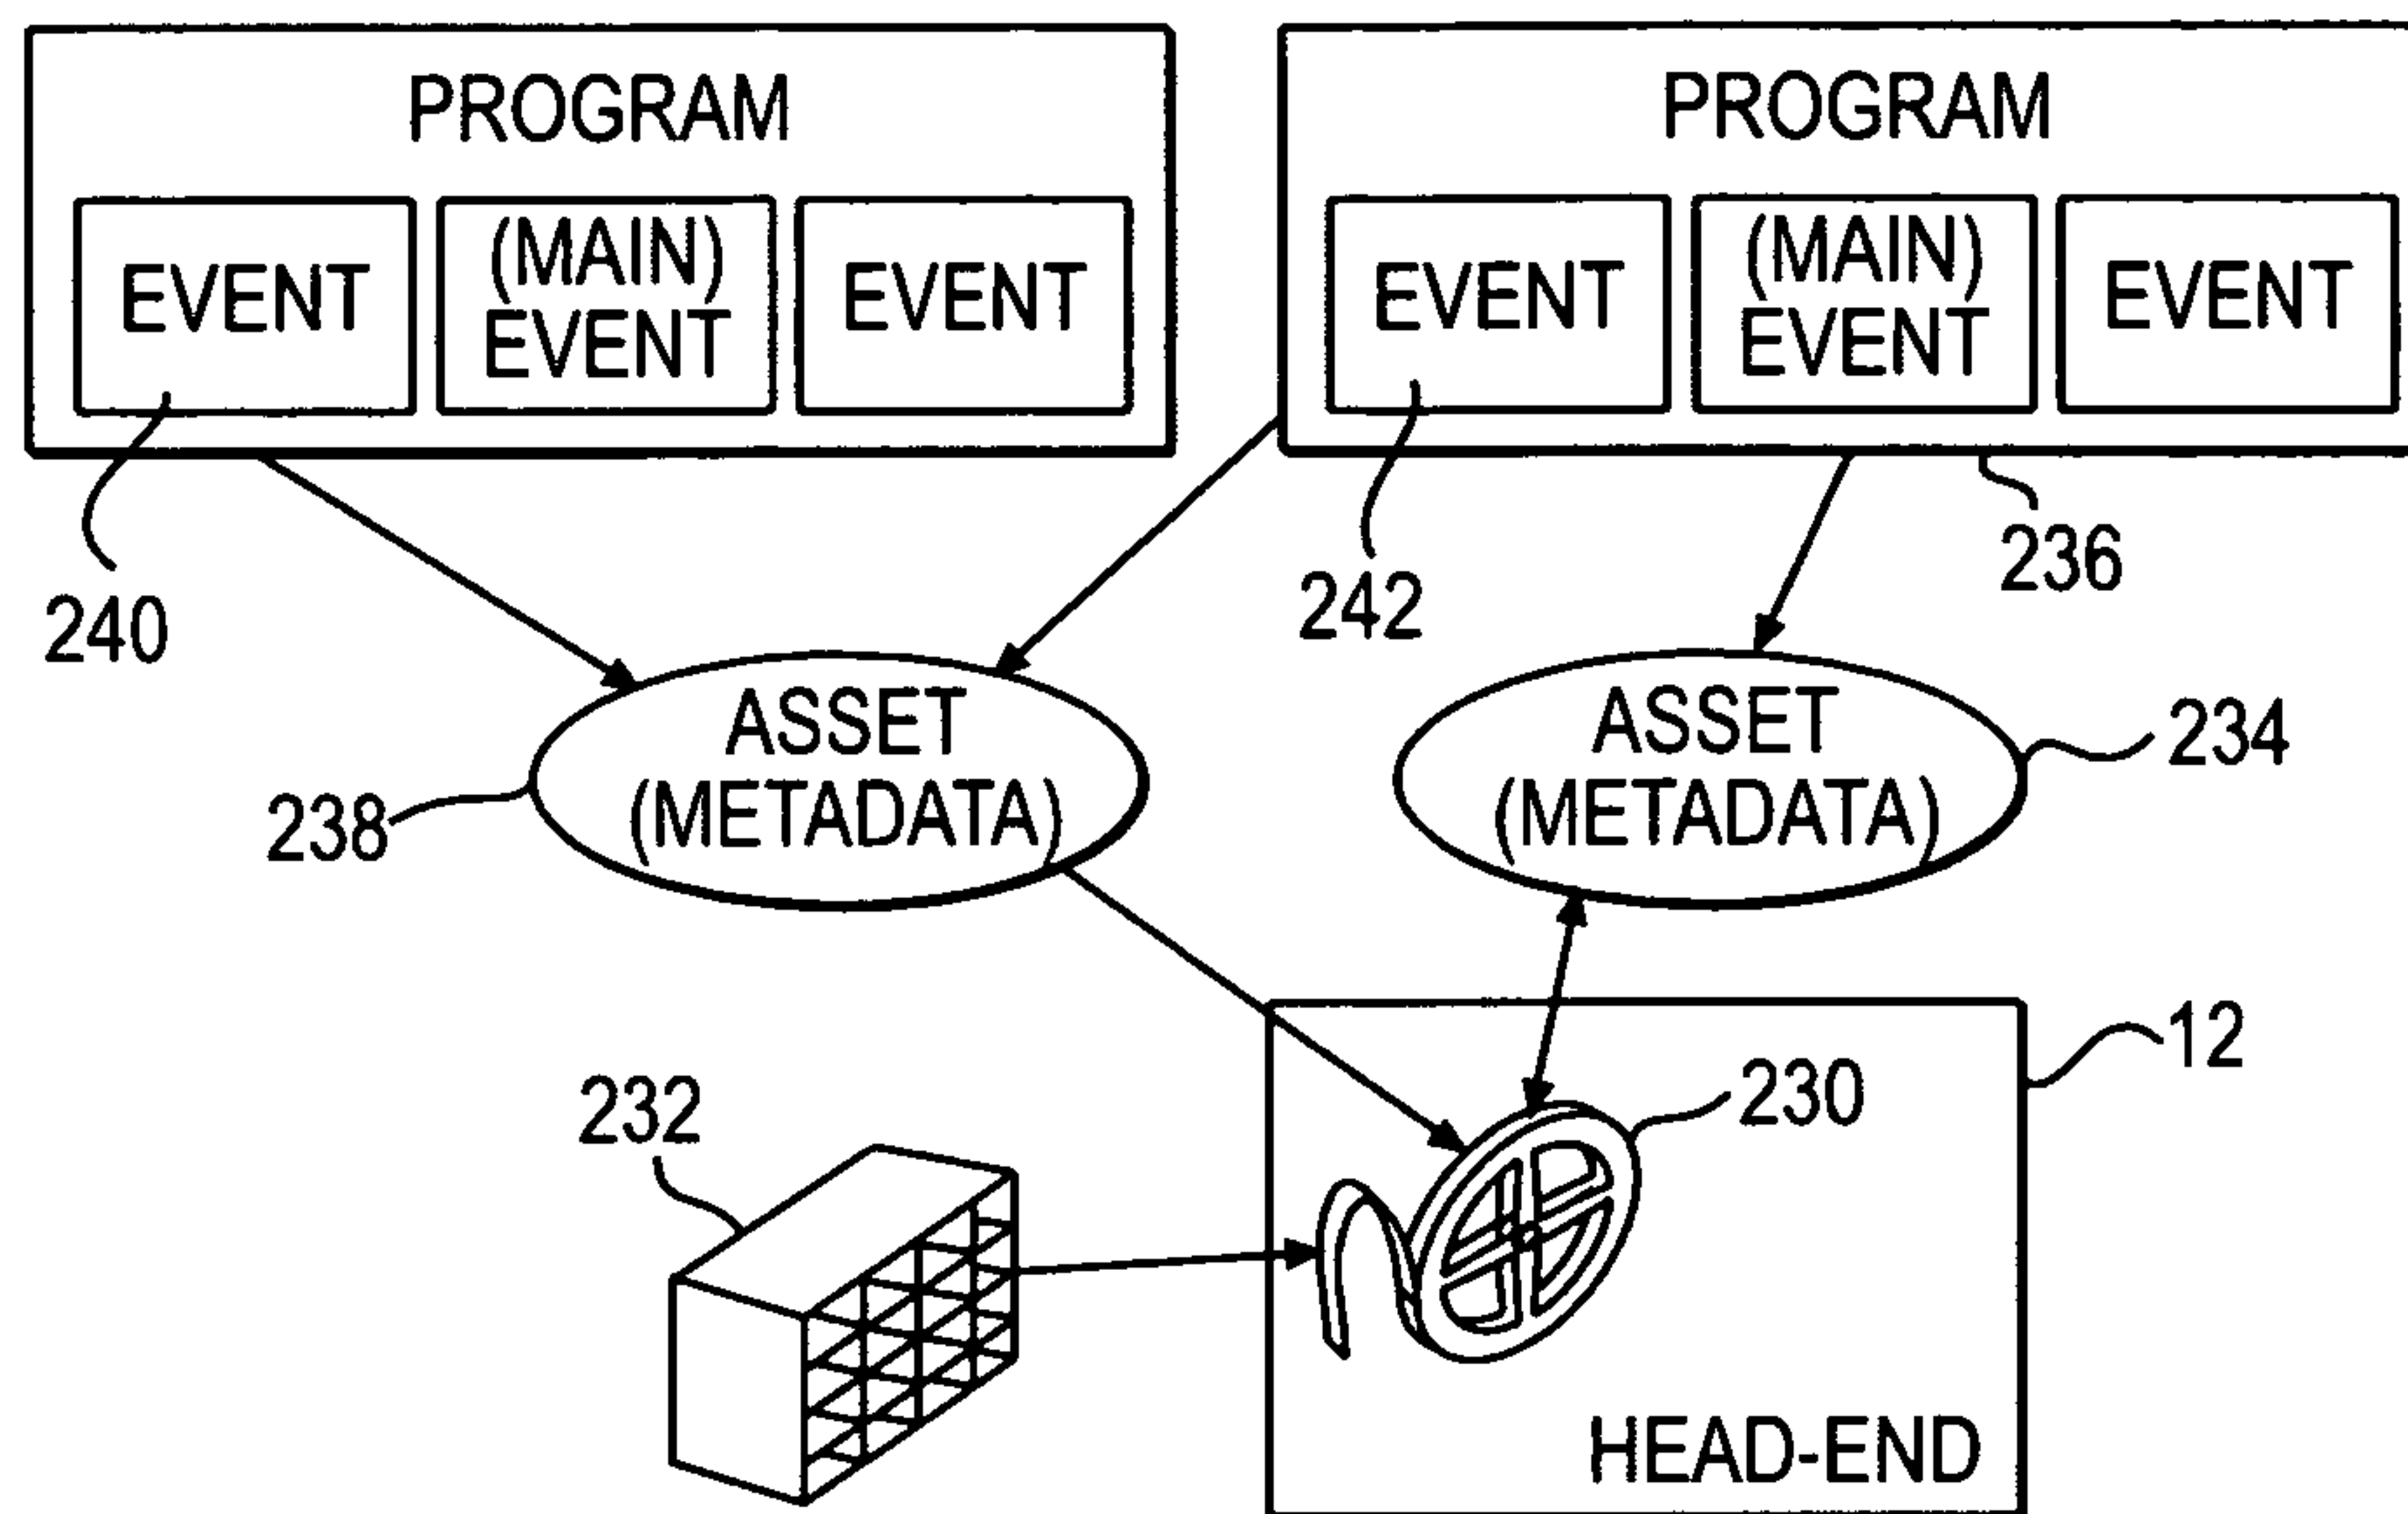 PROGRAM
EVENT
(MAIN)
EVENT
EVENT
PROGRAM
EVENT
(MAIN)
EVENT
EVENT
240
242
236
ASSET
(METADATA)
238
ASSET
(METADATA)
234
232
230
12
HEAD-END